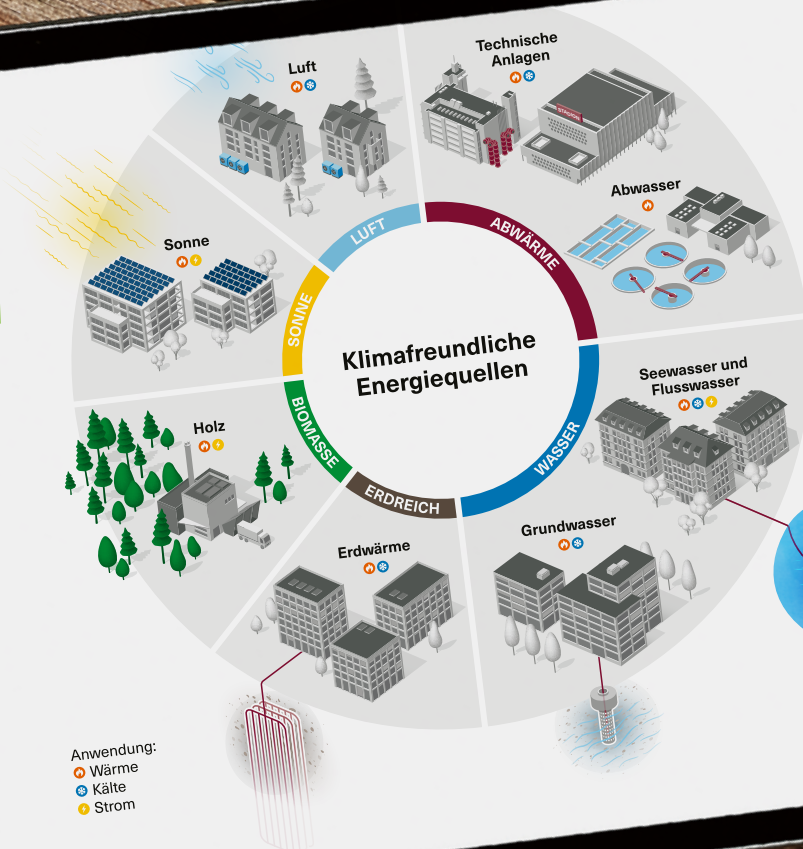 Luft
Technische
Anlagen
STADION
Abwasser
Sonne
LUFT
ABWÄRME
SONNE
Klimafreundliche
Energiequellen
Seewasser und
Flusswasser
BIOMASSE
WASSER
Holz
ERDREICH
Grundwasser
Erdwärme
Anwendung:
Wärme
Kälte
Strom